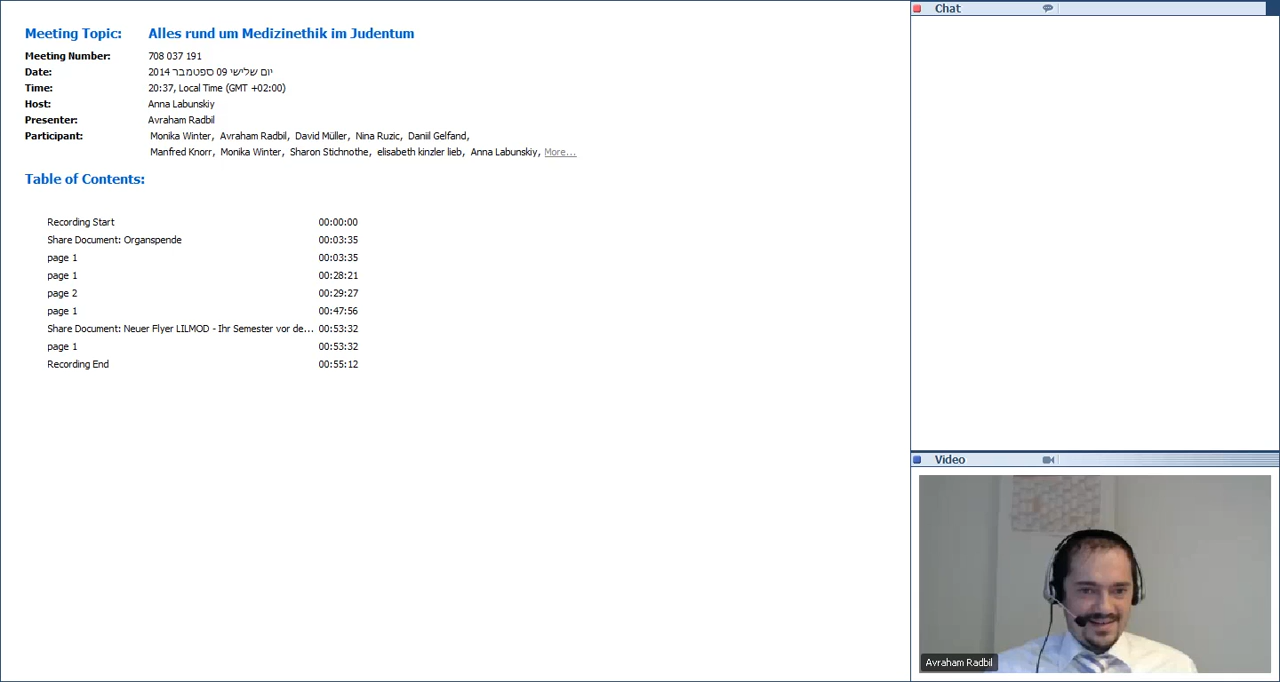 Meeting Topic: Alles rund um Medizinethik im Judentum
Meeting Number: 708 037 191
Date: יום שלישי 09 ספטמבר 2014
Time: 20:37, Local Time (GMT +02:00)
Host: Anna Labunskiy
Presenter: Avraham Radbil
Participant: Monika Winter, Avraham Radbil, David Müller, Nina Ruzic, Daniil Gelfand,
Manfred Knorr, Monika Winter, Sharon Stichnothe, elisabeth kinzler lieb, Anna Labunskiy, More...
Table of Contents:
Recording Start 00:00:00
Share Document: Organspende 00:03:35
page 1 00:03:35
page 1 00:28:21
page 2 00:29:27
page 1 00:47:56
Share Document: Neuer Flyer LILMOD - Ihr Semester vor de... 00:53:32
page 1 00:53:32
Recording End 00:55:12
Chat
Video
Avraham Radbil